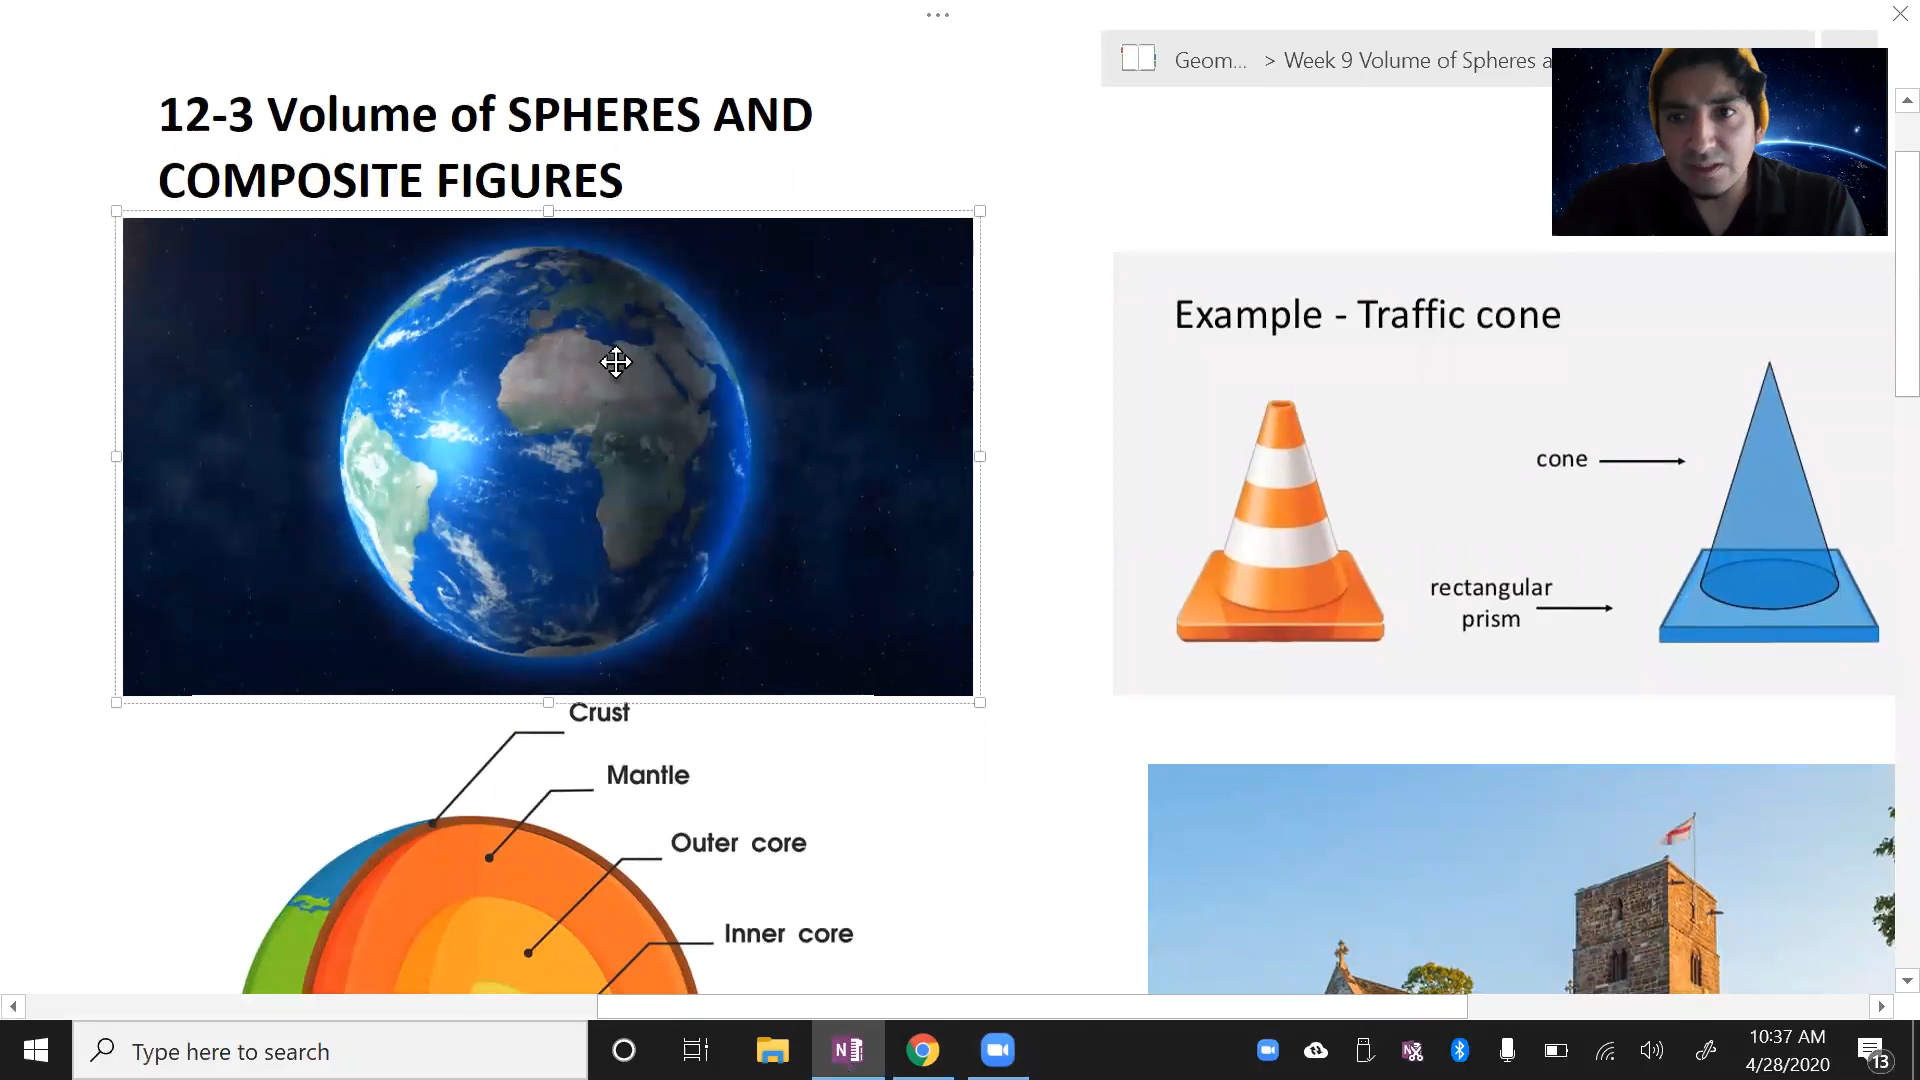 Geom... > Week 9 Volume of Spheres a
12-3 Volume of SPHERES AND
COMPOSITE FIGURES
Example - Traffic cone
cone
rectangular
prism
Crust
Mantle
Outer core
Inner core
Type here to search
N
10:37 AM
4/28/2020
13